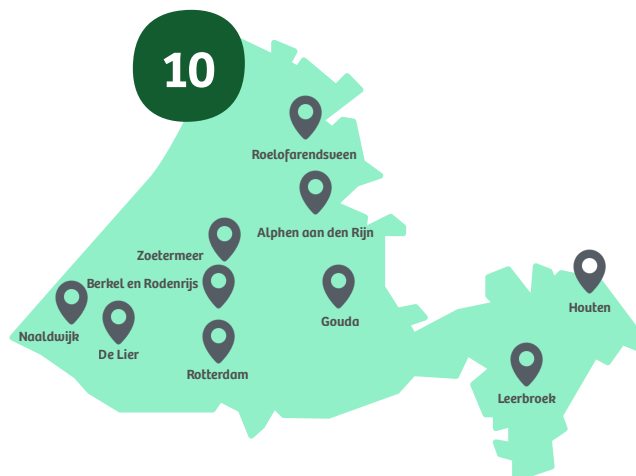 10
Roelofarendsveen
Alphen aan den Rijn
Zoetermeer
Berkel en Rodenrijs
Houten
Gouda
Naaldwijk
De Lier
Rotterdam
Leerbroek